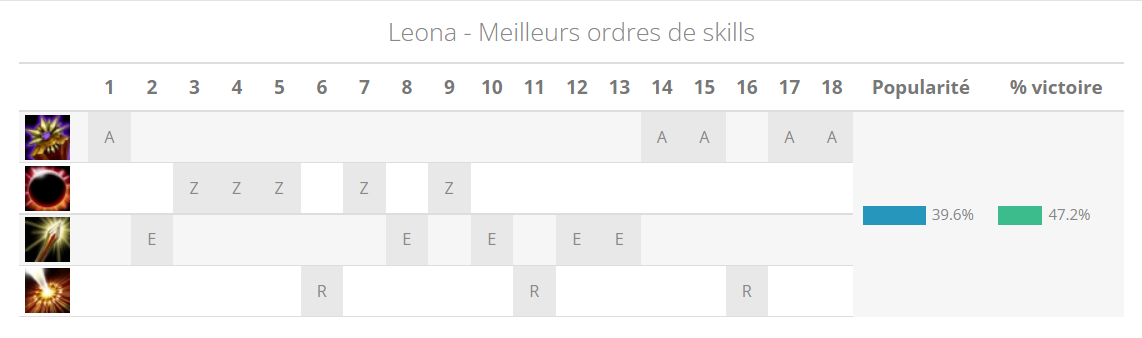 Leona - Meilleurs ordres de skills
1 2 3 4 5 6 7 8 9 10 11 12 13 14 15 16 17 18 Popularité % victoire
A A A A A
Z Z Z Z Z
39.6% 47.2%
E E E E E
R R R